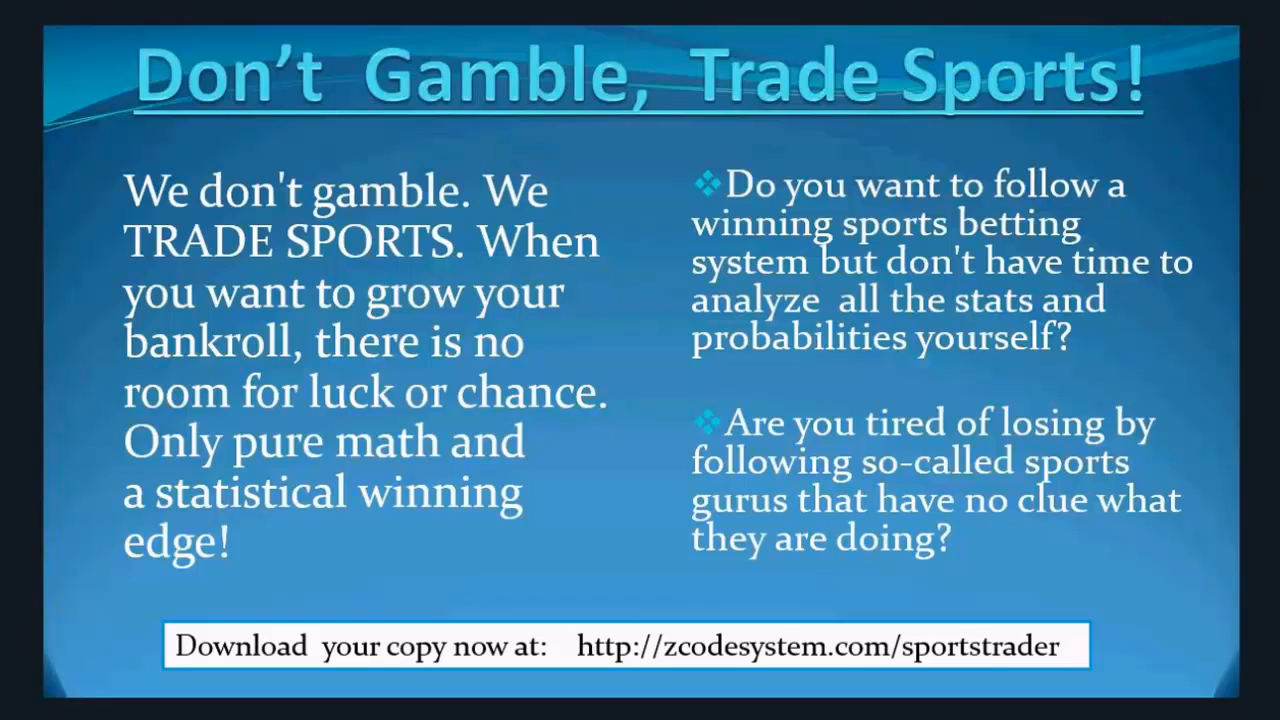 Don't Gamble, Trade Sports!
We don't gamble. We
TRADE SPORTS. When
you want to grow your
bankroll, there is no
room for luck or chance.
Only pure math and
a statistical winning
edge!
❖Do you want to follow a
winning sports betting
system but don't have time to
analyze all the stats and
probabilities yourself?
❖Are you tired of losing by
following so-called sports
gurus that have no clue what
they are doing?
Download your copy now at: http://zcodesystem.com/sportstrader